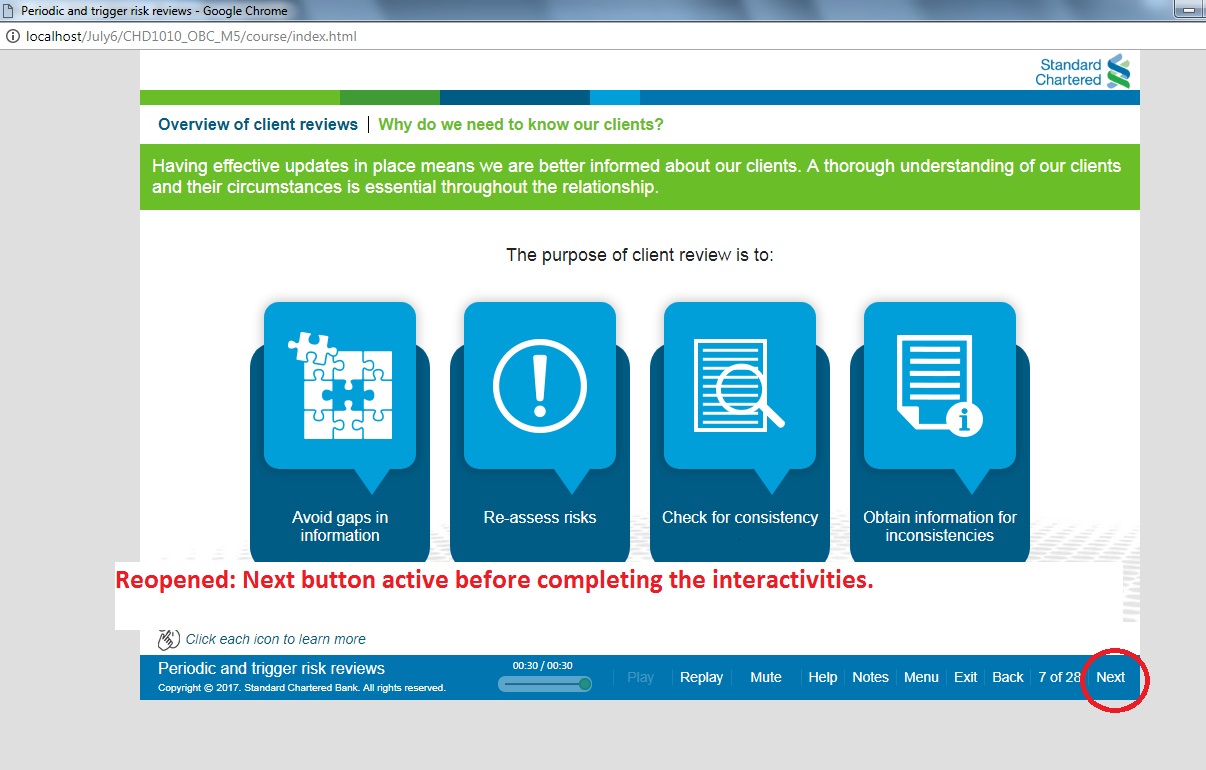 Periodic and trigger risk reviews - Google Chrome
localhost/July6/CHD1010_OBC_M5/course/index.html
Standard
Chartered
Overview of client reviews | Why do we need to know our clients?
Having effective updates in place means we are better informed about our clients. A thorough understanding of our clients
and their circumstances is essential throughout the relationship.
The purpose of client review is to:
Avoid gaps in
information
Re-assess risks
Check for consistency
Obtain information for
inconsistencies
Reopened: Next button active before completing the interactivities.
Click each icon to learn more
Periodic and trigger risk reviews
Copyright © 2017. Standard Chartered Bank. All rights reserved.
00:30 / 00:30
Play Replay Mute Help Notes Menu Exit Back 7 of 28 Next